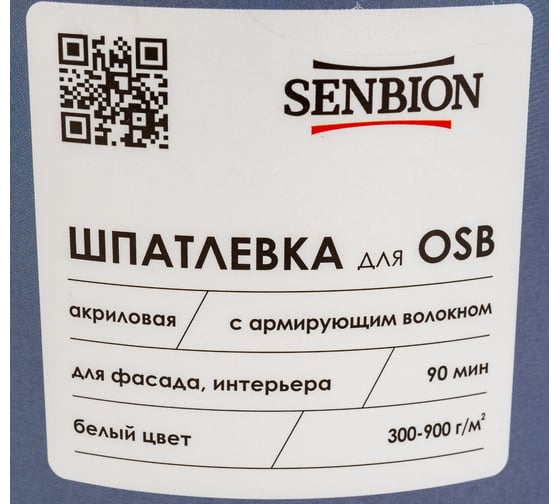 SENBION
ШПАТЛЕВКА для OSB
акриловая с армирующим волокном
для фасада, интерьера 90 мин
белый цвет 300-900 г/м²